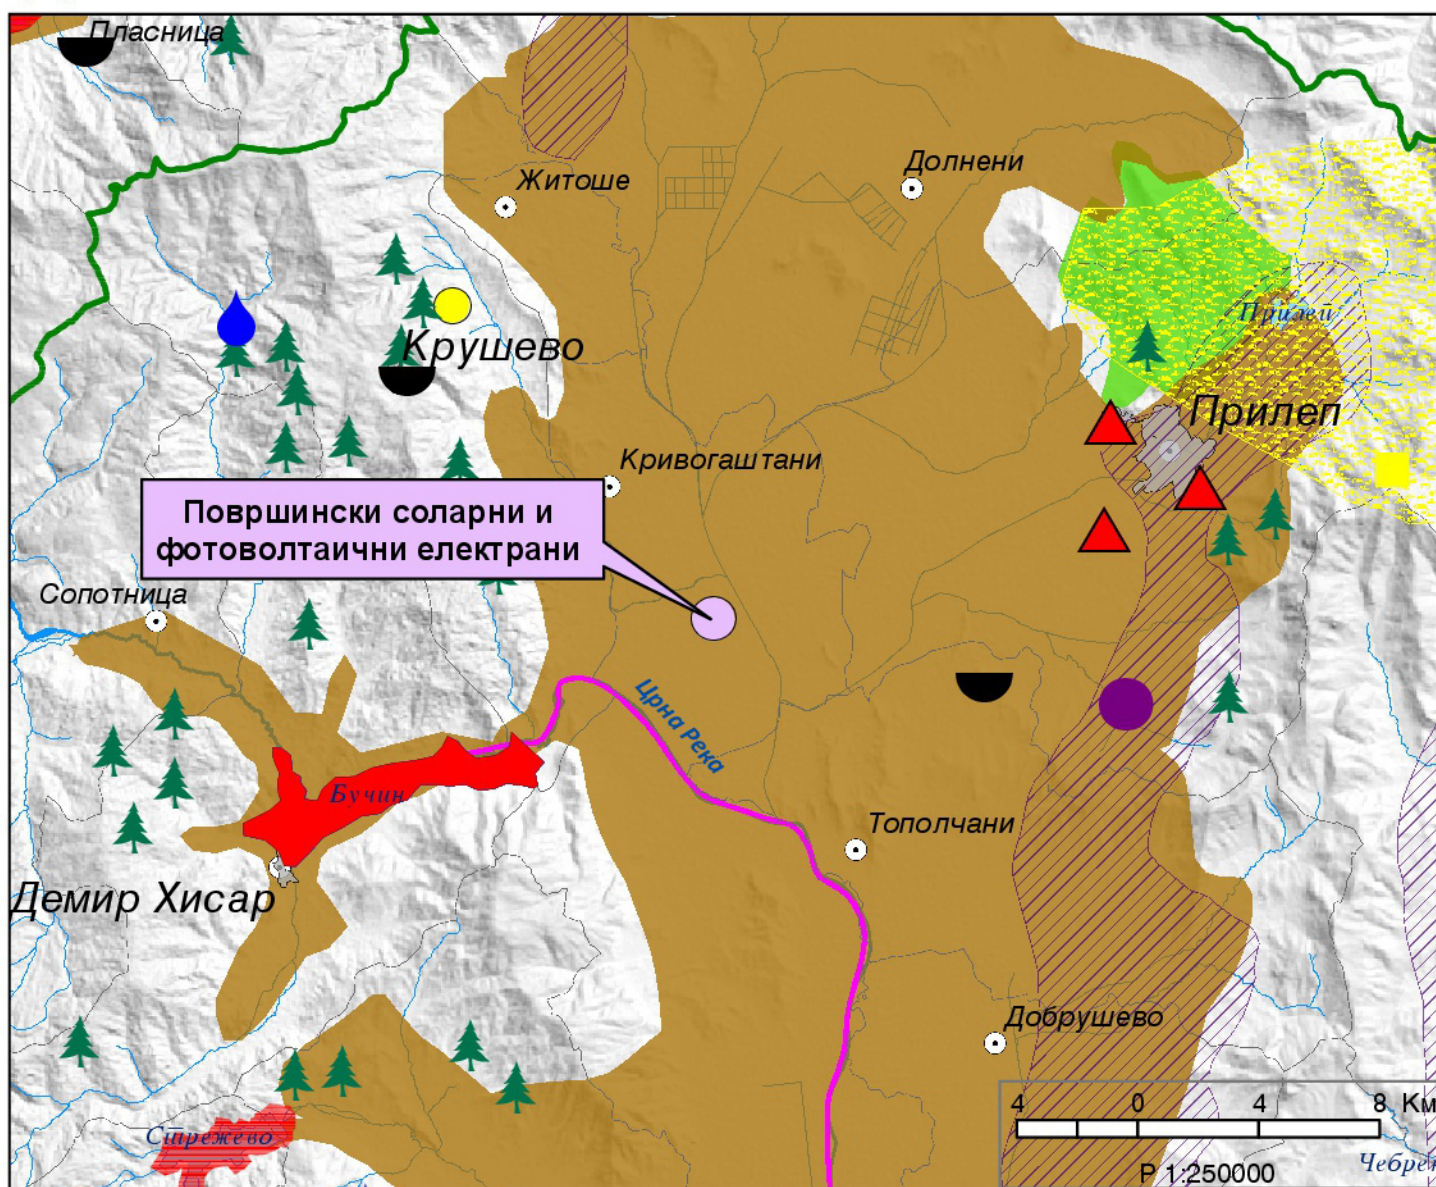 Пласница
Долнени
Житоше
Прилеп
Крушево
Прилеп
Кривогаштани
Површински соларни и
фотоволтаични електрани
Сопотница
Црна Река
Бучин
Тополчани
Демир Хисар
Добрушево
4 0 4 8 Км
Стрежево
Чебрен
Р 1:250000